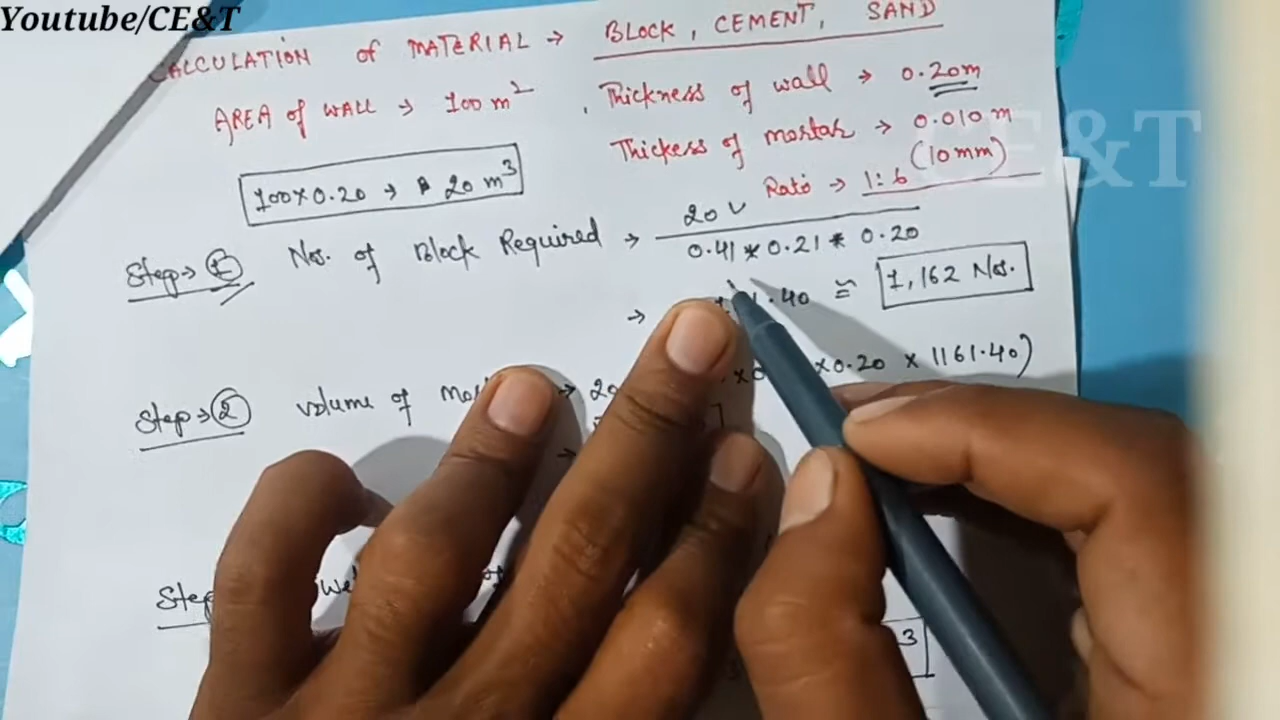 Youtube/CE&T
CALCULATION of MATERIAL → BLOCK, CEMENT, SAND
AREA of WALL → 100 m², Thickness of wall → 0.20m
Thickess of mortar → 0.010 m
(10mm)
CE&T
100×0.20 → 20 m³
Ratio → 1:6
Step→① Nos. of Block Required → 20
0.41 * 0.21 * 0.20
→ .40 ≅ 1,162 Nos.
Step→② Volume of → ×0.20 × 1161.40)
→
of
3